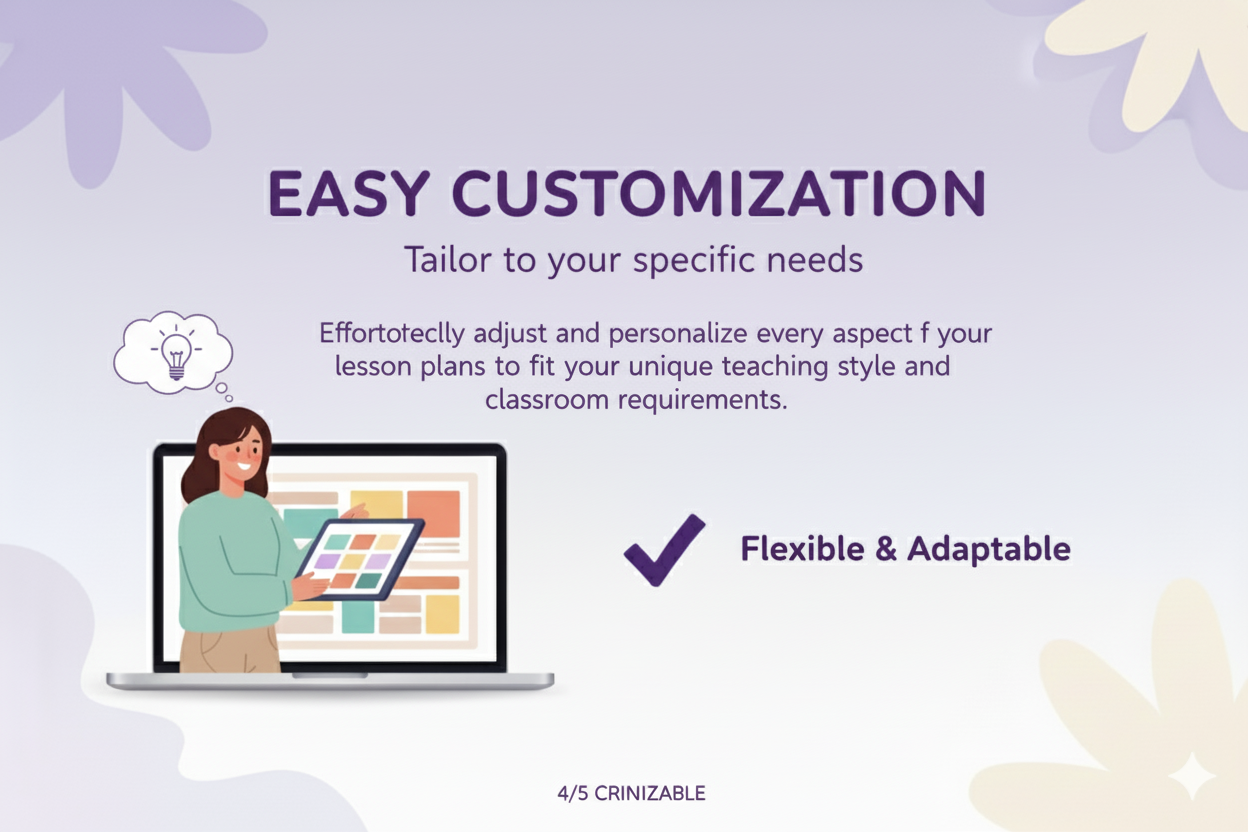 EASY CUSTOMIZATION
Tailor to your specific needs
Effortoteclly adjust and personalize every aspect f your
lesson plans to fit your unique teaching style and
classroom requirements.
Flexible & Adaptable
4/5 CRINIZABLE